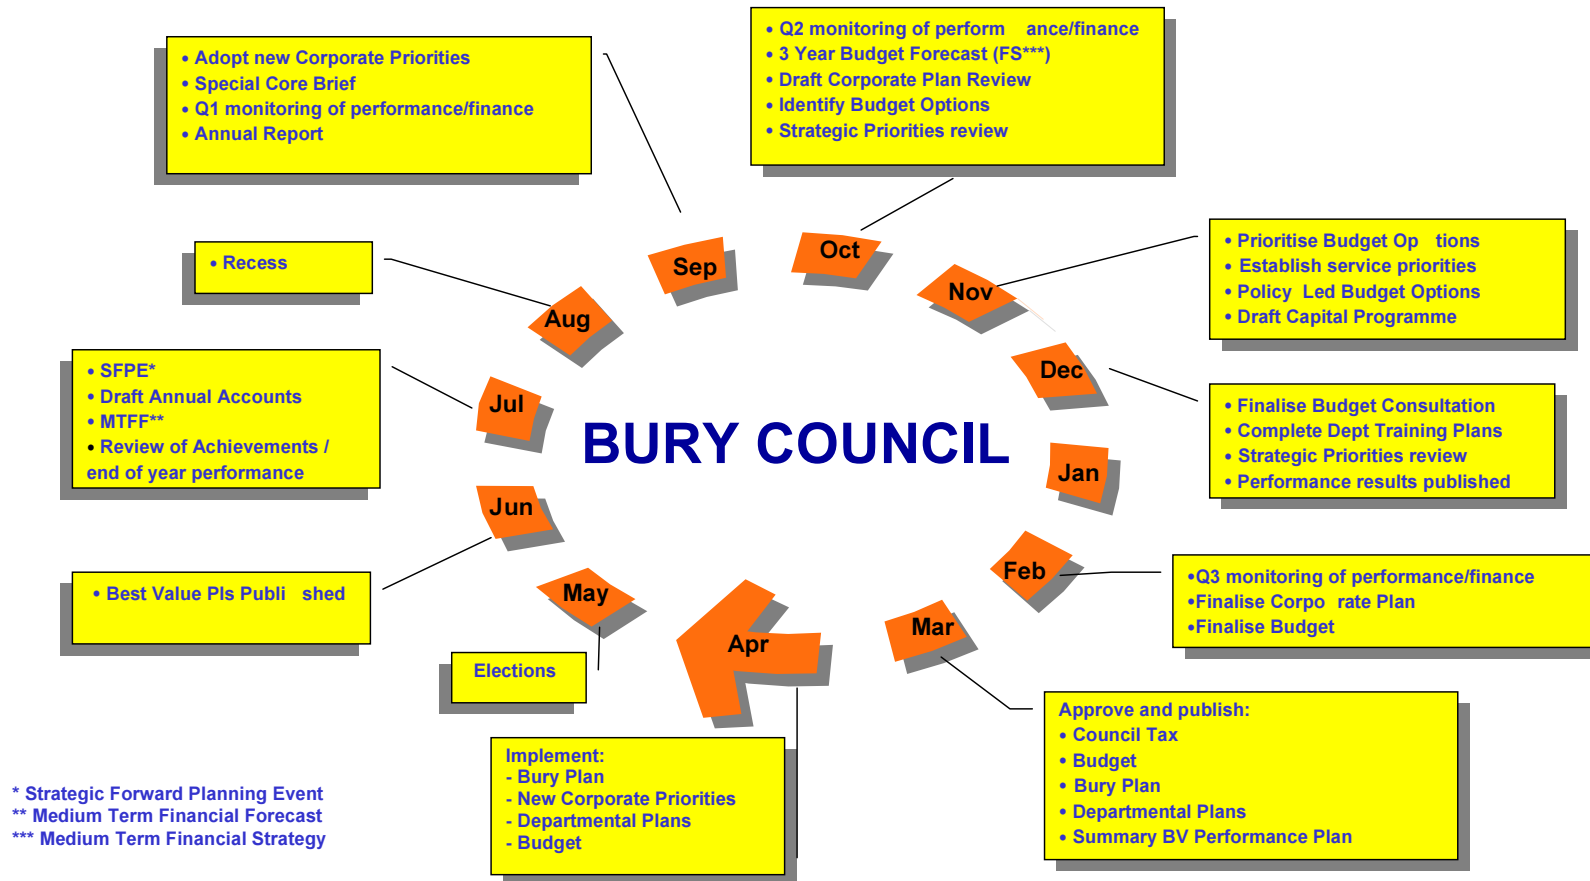 • Adopt new Corporate Priorities
• Special Core Brief
• Q1 monitoring of performance/finance
• Annual Report
• Q2 monitoring of perform ance/finance
• 3 Year Budget Forecast (FS***)
• Draft Corporate Plan Review
• Identify Budget Options
• Strategic Priorities review
• Prioritise Budget Op tions
• Establish service priorities
• Policy Led Budget Options
• Draft Capital Programme
• Recess
Sep
Oct
Nov
Aug
Dec
• SFPE*
• Draft Annual Accounts
• MTFF**
• Review of Achievements /
end of year performance
Jul
BURY COUNCIL
Jan
• Finalise Budget Consultation
• Complete Dept Training Plans
• Strategic Priorities review
• Performance results published
Jun
Feb
• Best Value PIs Publi shed
May
Apr
Mar
•Q3 monitoring of performance/finance
•Finalise Corpo rate Plan
•Finalise Budget
Elections
Implement:
- Bury Plan
- New Corporate Priorities
- Departmental Plans
- Budget
Approve and publish:
• Council Tax
• Budget
• Bury Plan
• Departmental Plans
• Summary BV Performance Plan
* Strategic Forward Planning Event
** Medium Term Financial Forecast
*** Medium Term Financial Strategy